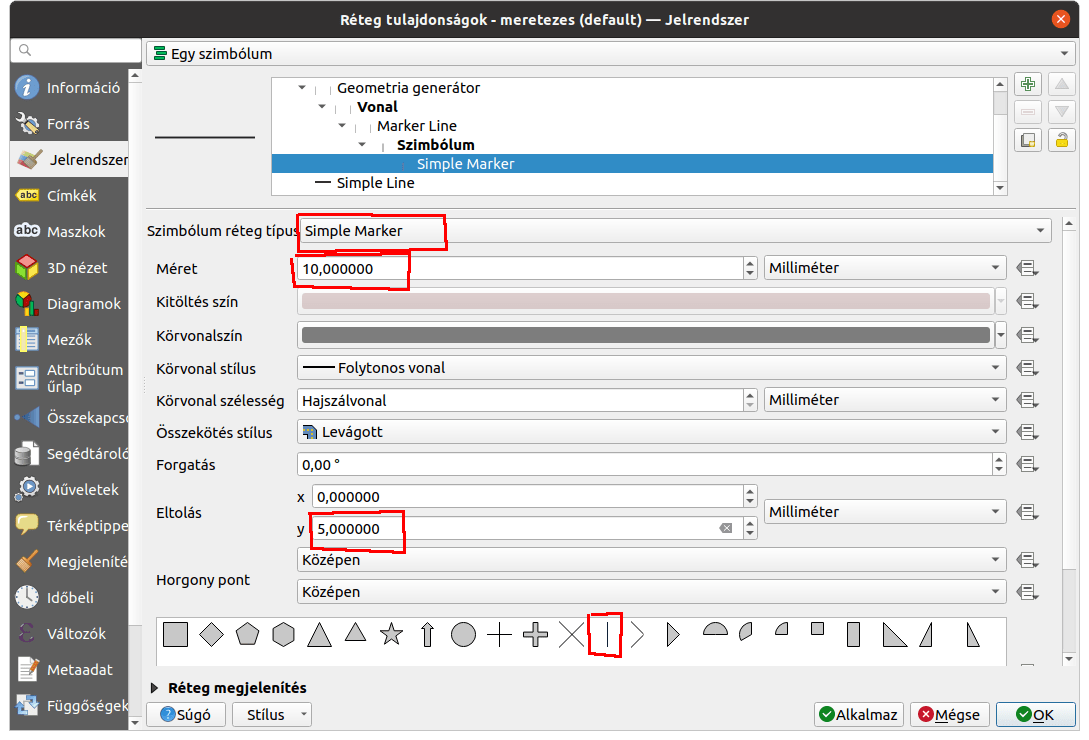 Réteg tulajdonságok - meretezes (default) — Jelrendszer
Információ
Forrás
Jelrendszer
Címkék
Maszkok
3D nézet
Diagramok
Mezők
Attribútum
űrlap
Összekapcso
Segédtároló
Műveletek
Térképtippe
Megjeleníté
Időbeli
Változók
Metaadat
Függőségek
Egy szimbólum
Geometria generátor
Vonal
Marker Line
Szimbólum
Simple Marker
Simple Line
Szimbólum réteg típus Simple Marker
Méret 10,000000 Milliméter
Kitöltés szín
Körvonalszín
Körvonal stílus Folytonos vonal
Körvonal szélesség Hajszálvonal Milliméter
Összekötés stílus Levágott
Forgatás 0,00 °
x 0,000000
Eltolás Milliméter
y 5,000000
Középen
Horgony pont
Középen
Réteg megjelenítés
Súgó Stílus Alkalmaz Mégse OK